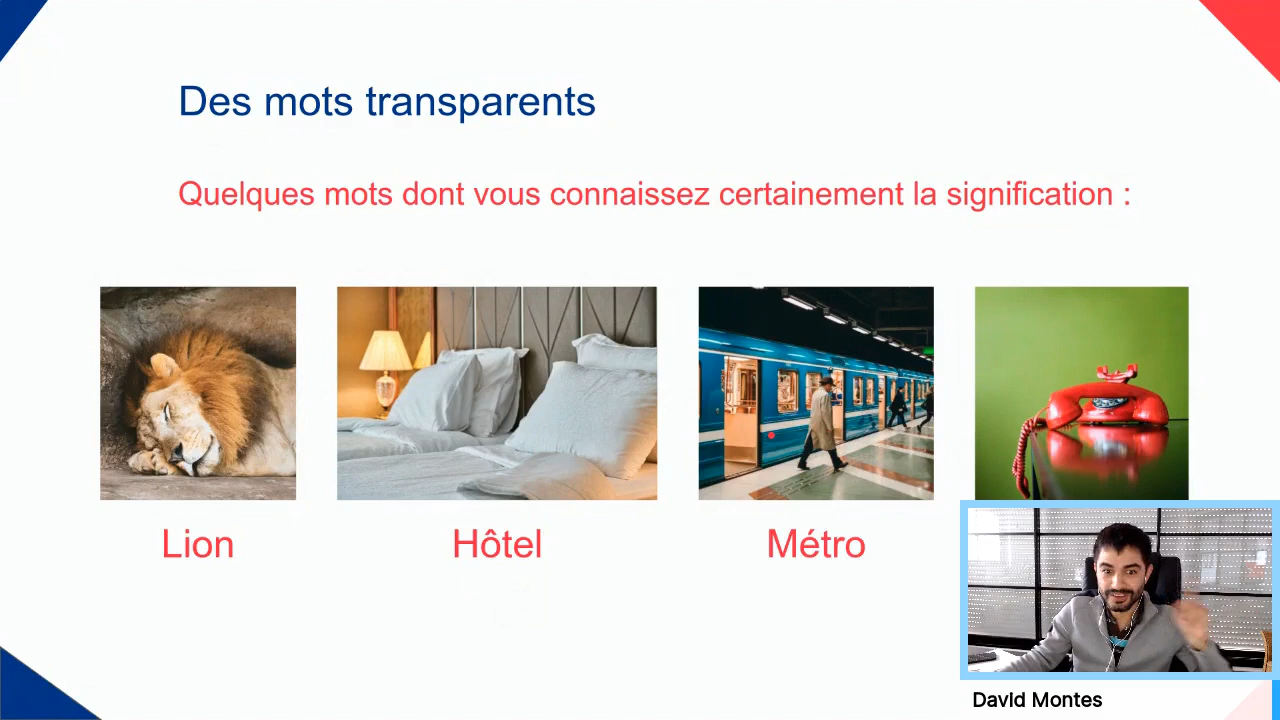 Des mots transparents
Quelques mots dont vous connaissez certainement la signification :
Lion
Hôtel
Métro
David Montes